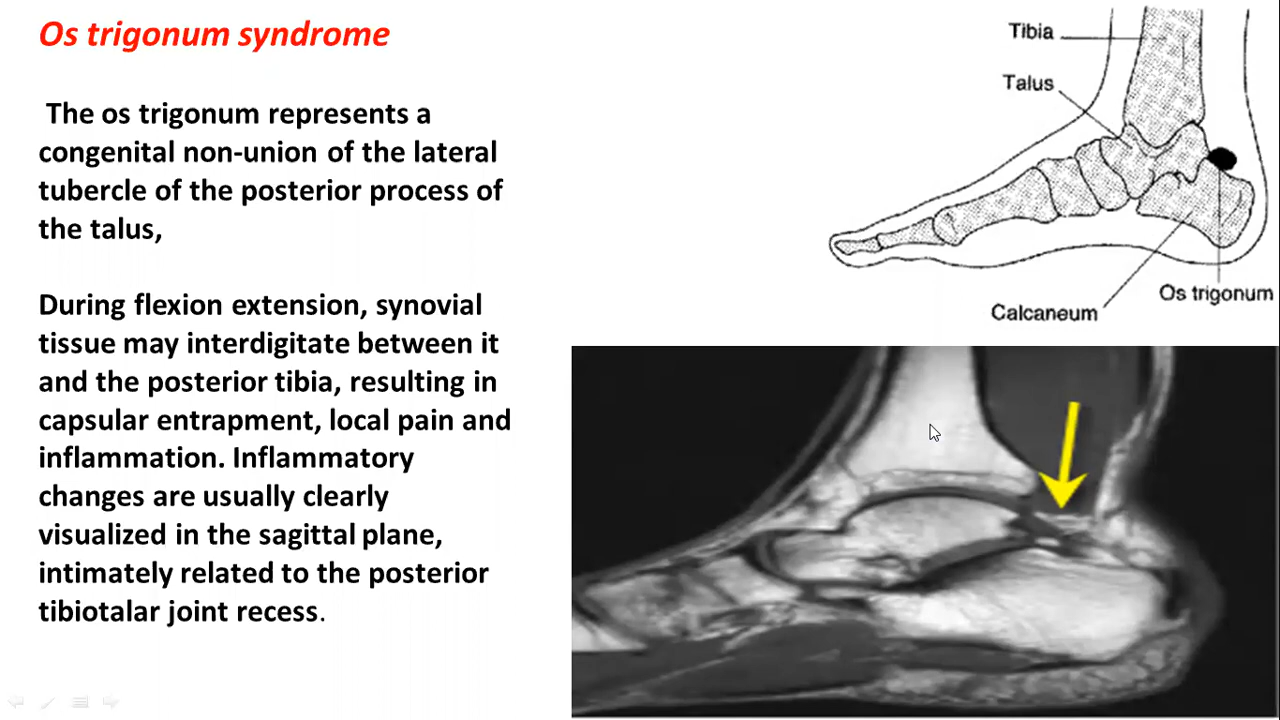 Os trigonum syndrome
The os trigonum represents a
congenital non-union of the lateral
tubercle of the posterior process of
the talus,
During flexion extension, synovial
tissue may interdigitate between it
and the posterior tibia, resulting in
capsular entrapment, local pain and
inflammation. Inflammatory
changes are usually clearly
visualized in the sagittal plane,
intimately related to the posterior
tibiotalar joint recess.
Tibia
Talus
Os trigonum
Calcaneum